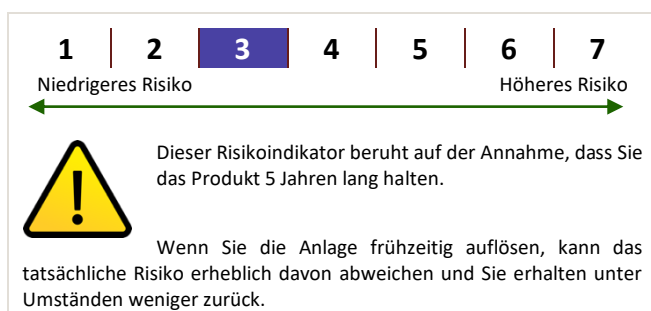 1 2 3 4 5 6 7
Niedrigeres Risiko Höheres Risiko
Dieser Risikoindikator beruht auf der Annahme, dass Sie
das Produkt 5 Jahren lang halten.
Wenn Sie die Anlage frühzeitig auflösen, kann das
tatsächliche Risiko erheblich davon abweichen und Sie erhalten unter
Umständen weniger zurück.